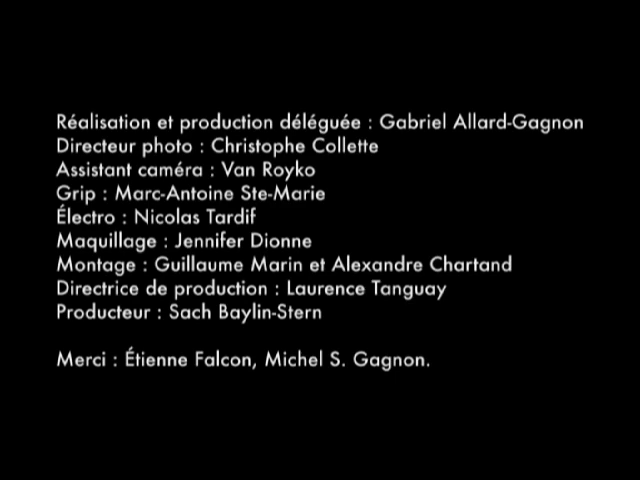 Réalisation et production déléguée : Gabriel Allard-Gagnon
Directeur photo : Christophe Collette
Assistant caméra : Van Royko
Grip : Marc-Antoine Ste-Marie
Électro : Nicolas Tardif
Maquillage : Jennifer Dionne
Montage : Guillaume Marin et Alexandre Chartand
Directrice de production : Laurence Tanguay
Producteur : Sach Baylin-Stern
Merci : Étienne Falcon, Michel S. Gagnon.